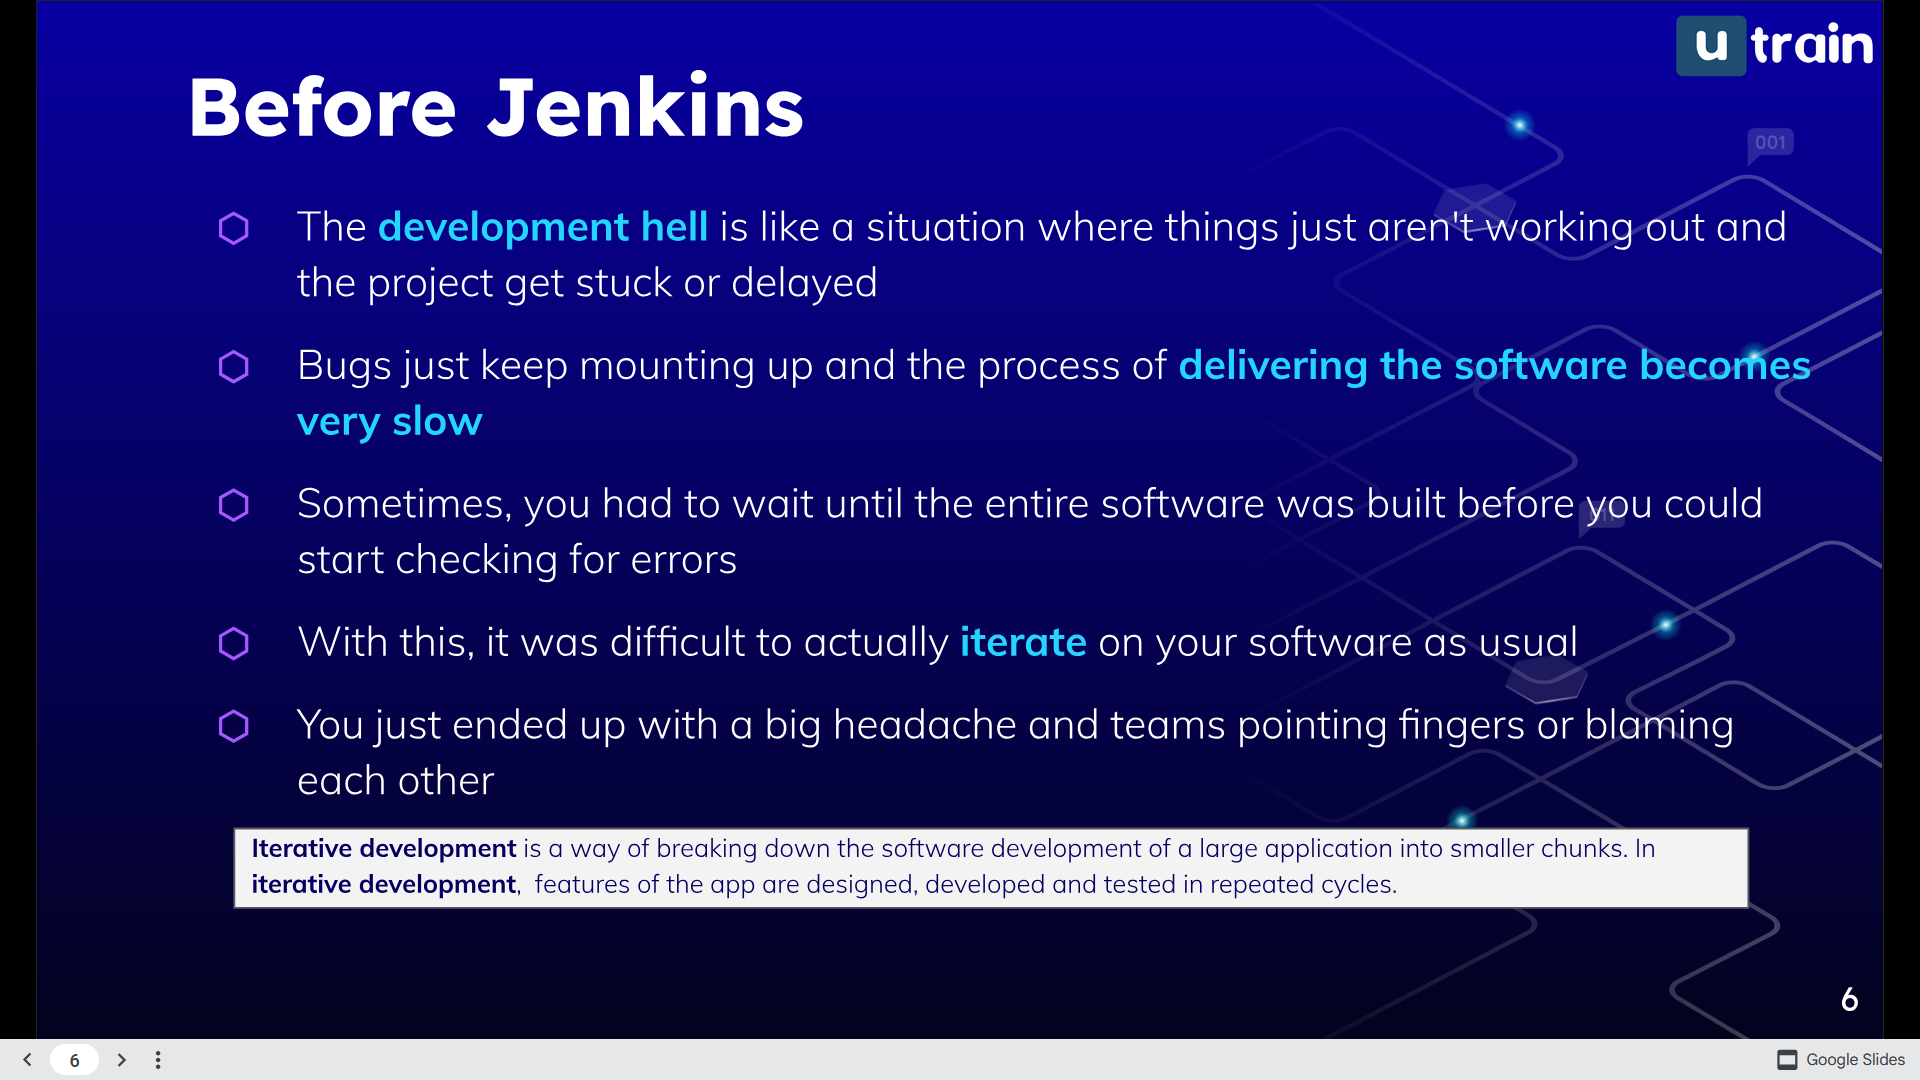 u train
Before Jenkins
001
The development hell is like a situation where things just aren't working out and
the project get stuck or delayed
Bugs just keep mounting up and the process of delivering the software becomes
very slow
Sometimes, you had to wait until the entire software was built before you could
start checking for errors
With this, it was difficult to actually iterate on your software as usual
You just ended up with a big headache and teams pointing fingers or blaming
each other
Iterative development is a way of breaking down the software development of a large application into smaller chunks. In
iterative development,  features of the app are designed, developed and tested in repeated cycles.
6
6
Google Slides